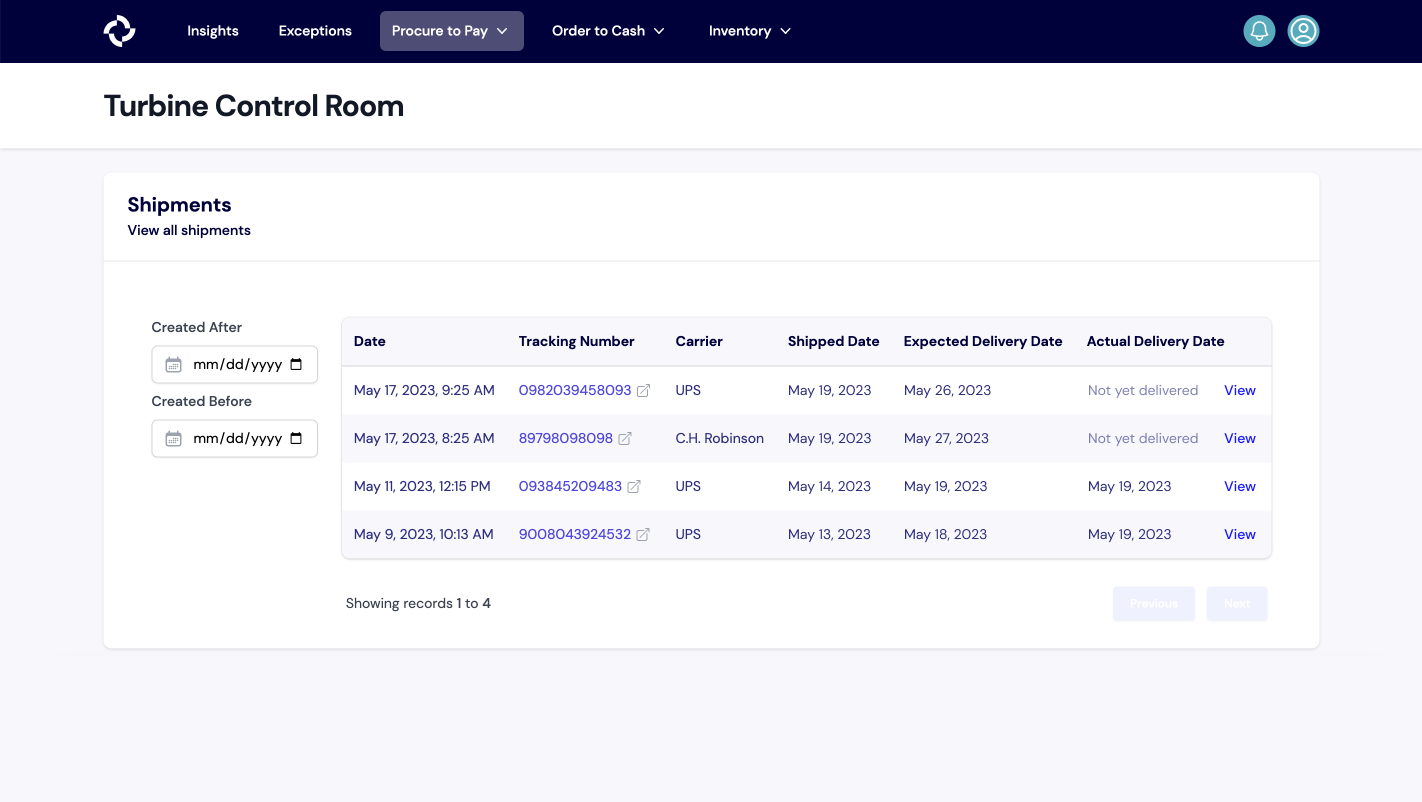 Insights Exceptions Procure to Pay Order to Cash Inventory
Turbine Control Room
Shipments
View all shipments
Created After
mm/dd/yyyy
Created Before
mm/dd/yyyy
Date Tracking Number Carrier Shipped Date Expected Delivery Date Actual Delivery Date
May 17, 2023, 9:25 AM 0982039458093 UPS May 19, 2023 May 26, 2023 Not yet delivered View
May 17, 2023, 8:25 AM 89798098098 C.H. Robinson May 19, 2023 May 27, 2023 Not yet delivered View
May 11, 2023, 12:15 PM 093845209483 UPS May 14, 2023 May 19, 2023 May 19, 2023 View
May 9, 2023, 10:13 AM 9008043924532 UPS May 13, 2023 May 18, 2023 May 19, 2023 View
Showing records 1 to 4 Previous Next